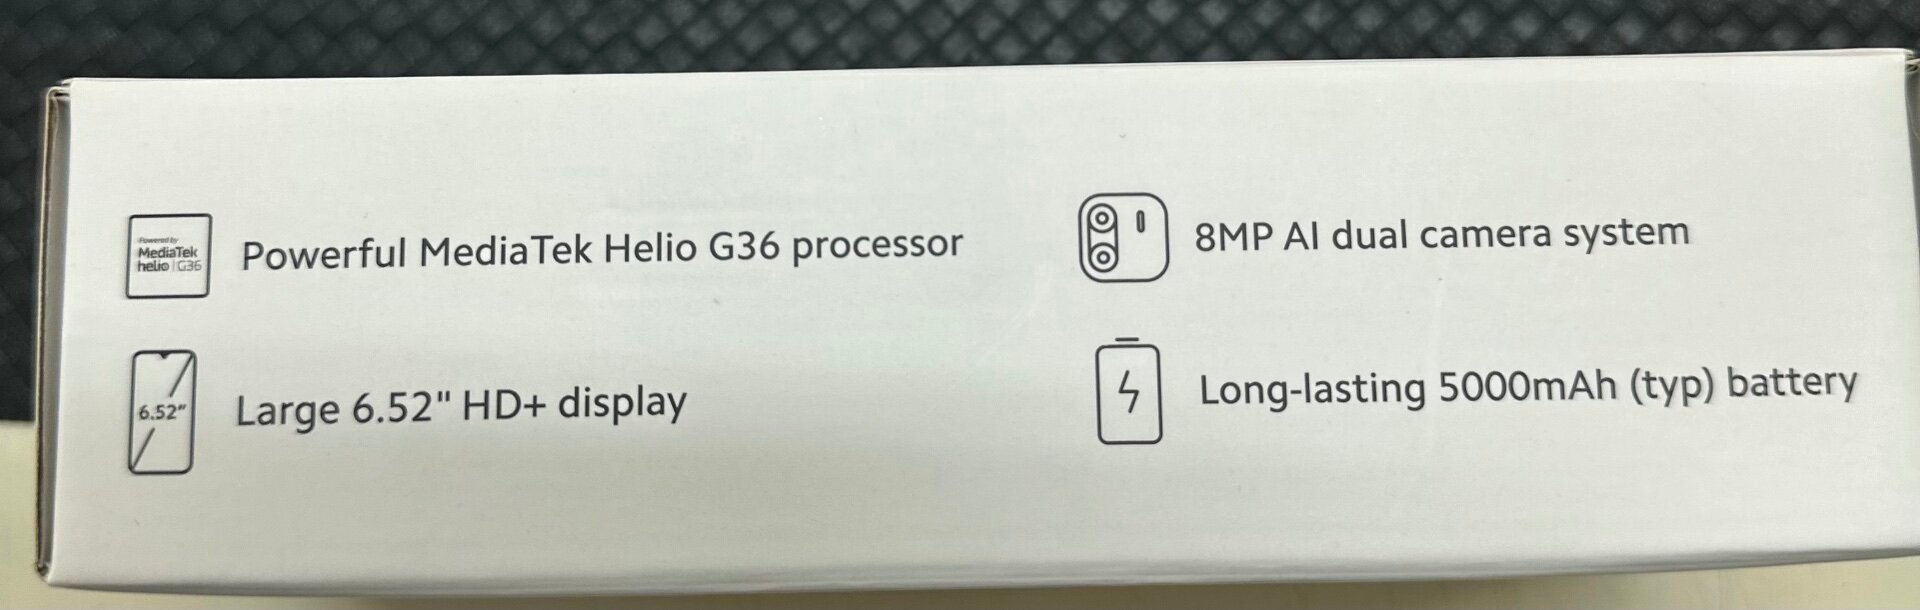 Powered by
MediaTek
helio | G36
Powerful MediaTek Helio G36 processor
8MP AI dual camera system
6.52"
Large 6.52" HD+ display
Long-lasting 5000mAh (typ) battery